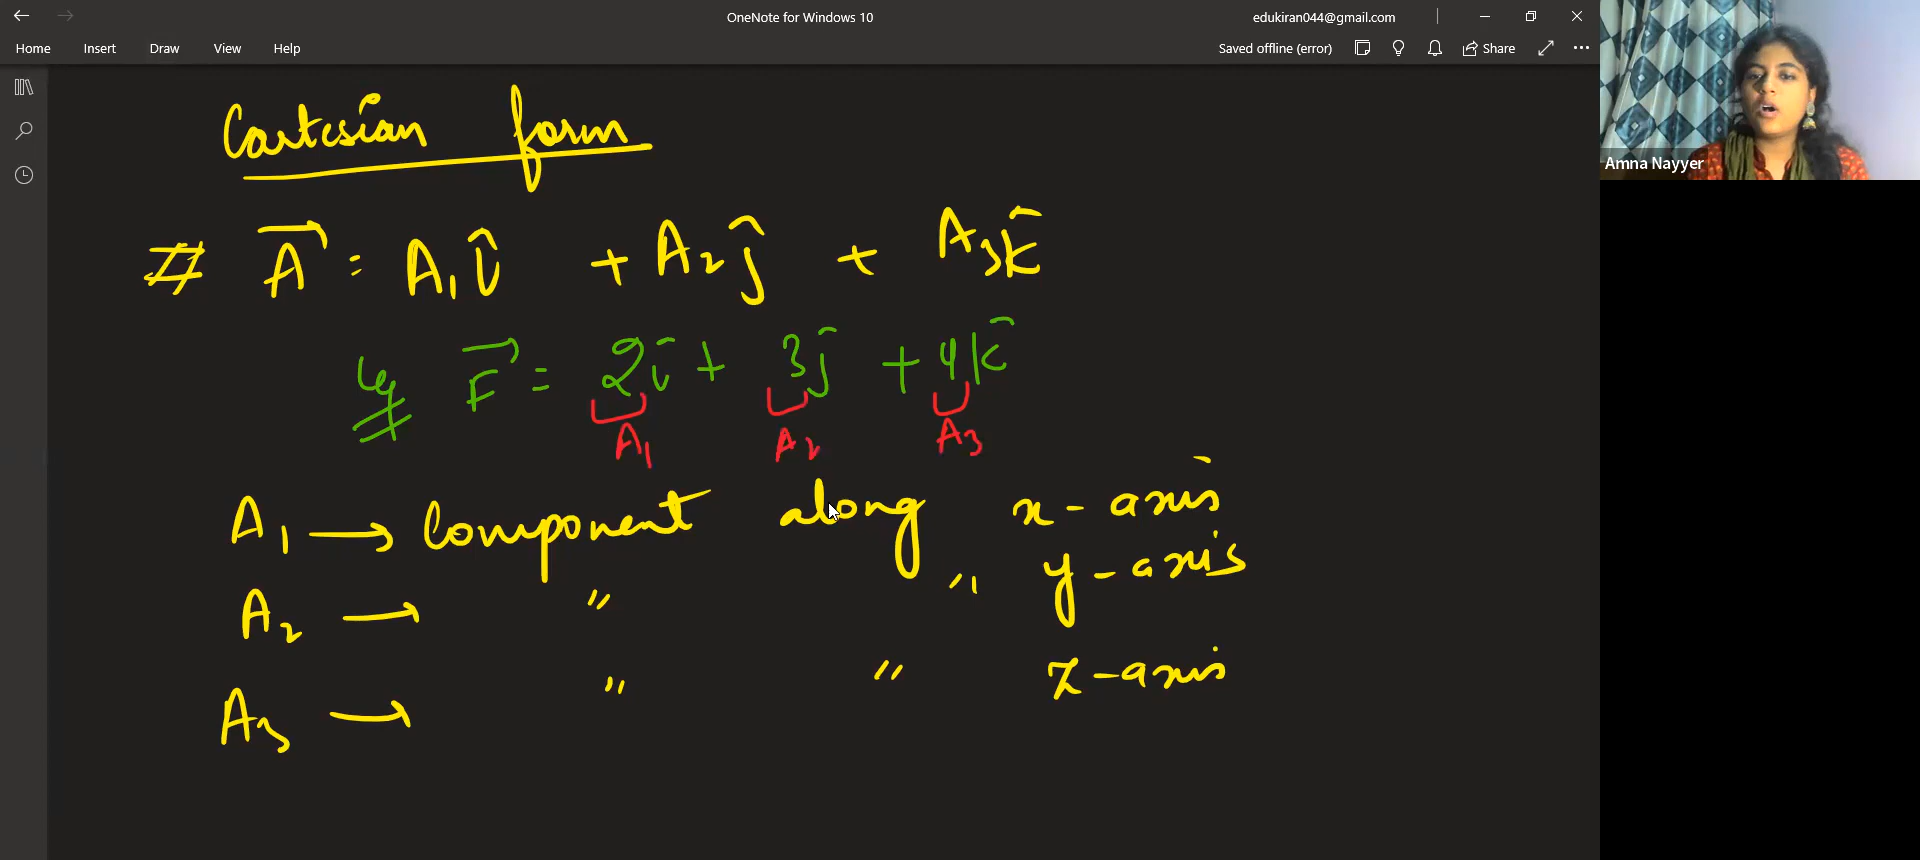 OneNote for Windows 10
edukiran044@gmail.com
Home Insert Draw View Help
Saved offline (error) Share
Amna Nayyer
Cartesian form
# A⃗ = A₁î + A₂ĵ + A₃k̂
eg F⃗ = 2î + 3ĵ + 4k̂
A₁ A₂ A₃
A₁ → Component along x-axis
A₂ → " " y-axis
A₃ → " " z-axis